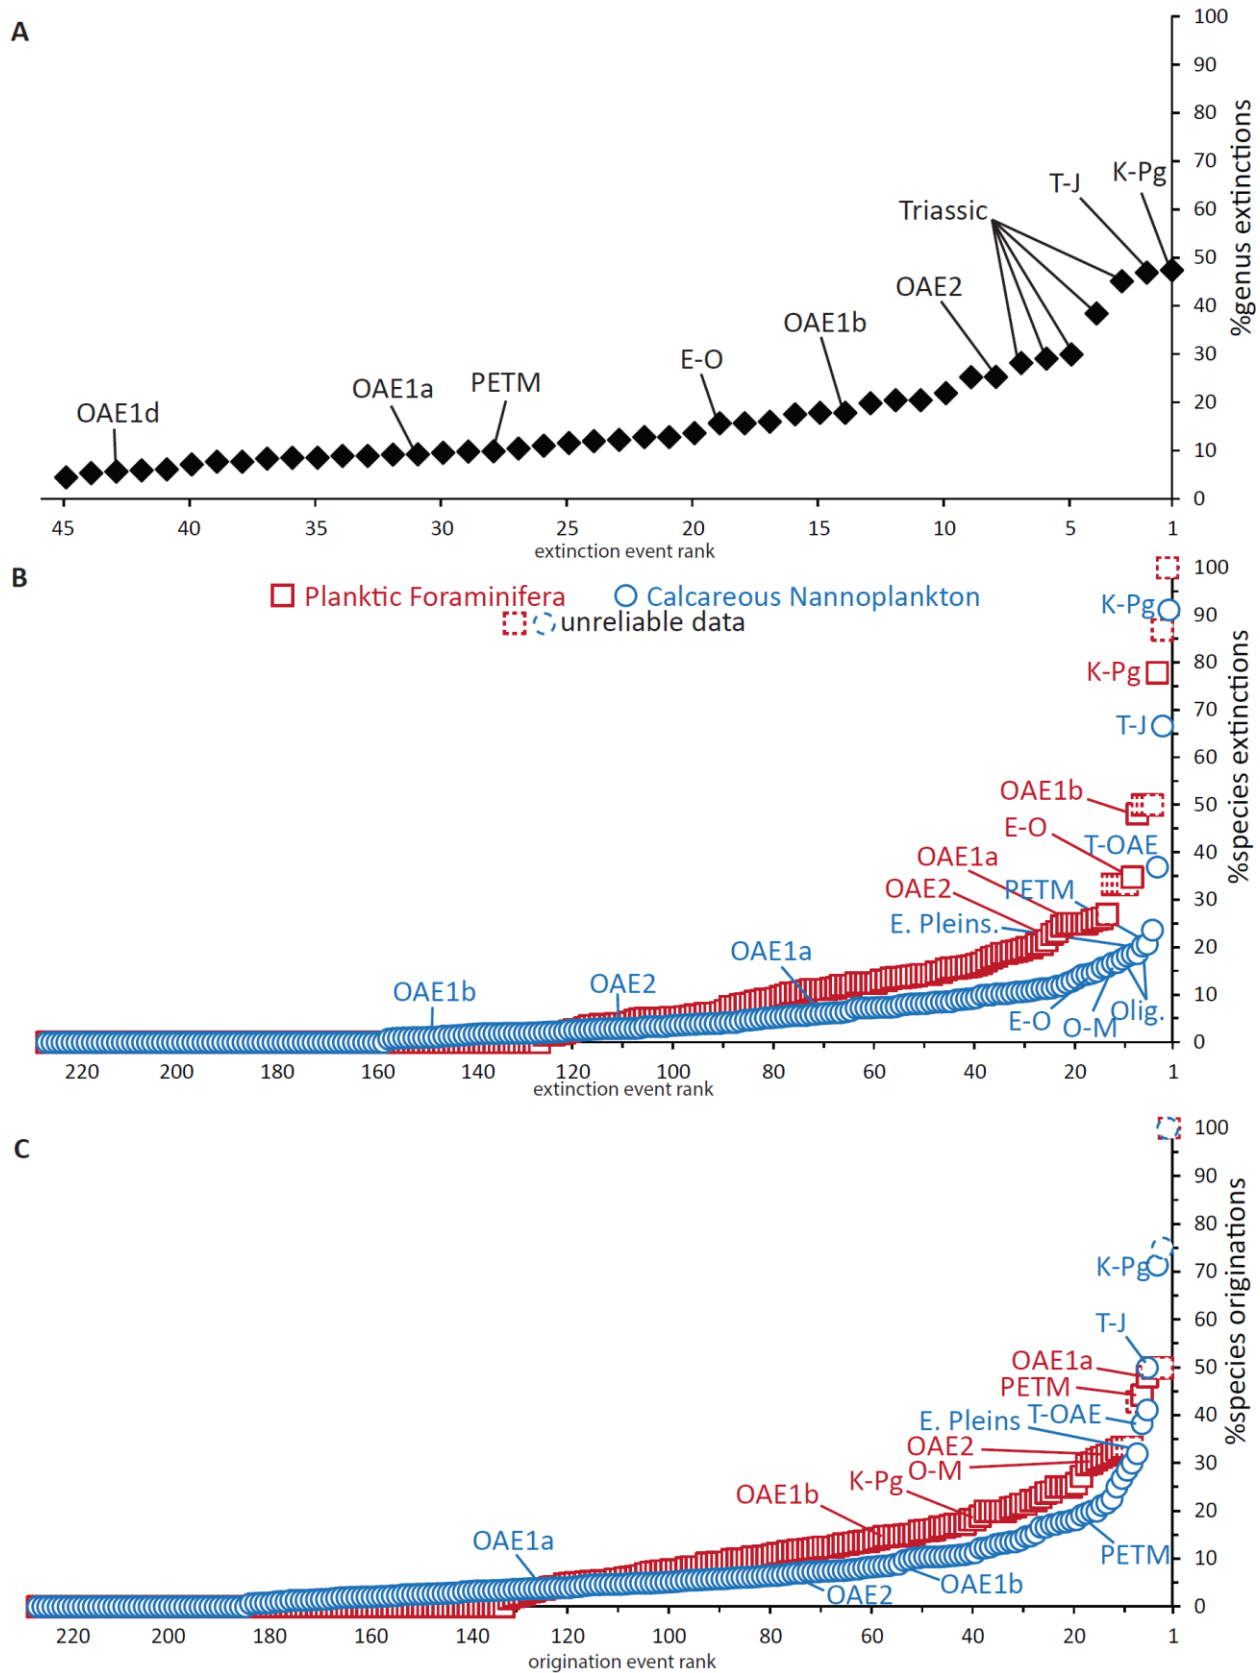 A
100
90
80
70
60
50
40
30
20
10
0
%genus extinctions
K-Pg
T-J
Triassic
OAE2
OAE1b
E-O
PETM
OAE1a
OAE1d
45
40
35
30
25
20
15
10
5
1
extinction event rank
B
Planktic Foraminifera
Calcareous Nannoplankton
unreliable data
100
90
80
70
60
50
40
30
20
10
0
%species extinctions
K-Pg
K-Pg
T-J
OAE1b
E-O
T-OAE
OAE1a
OAE2
PETM
E. Pleins.
OAE1a
OAE2
OAE1b
Olig.
E-O
O-M
220
200
180
160
140
120
100
80
60
40
20
1
extinction event rank
C
100
90
80
70
60
50
40
30
20
10
0
%species originations
K-Pg
T-J
OAE1a
PETM
E. Pleins
T-OAE
OAE2
O-M
K-Pg
OAE1b
OAE1a
PETM
OAE1b
OAE2
220
200
180
160
140
120
100
80
60
40
20
1
origination event rank